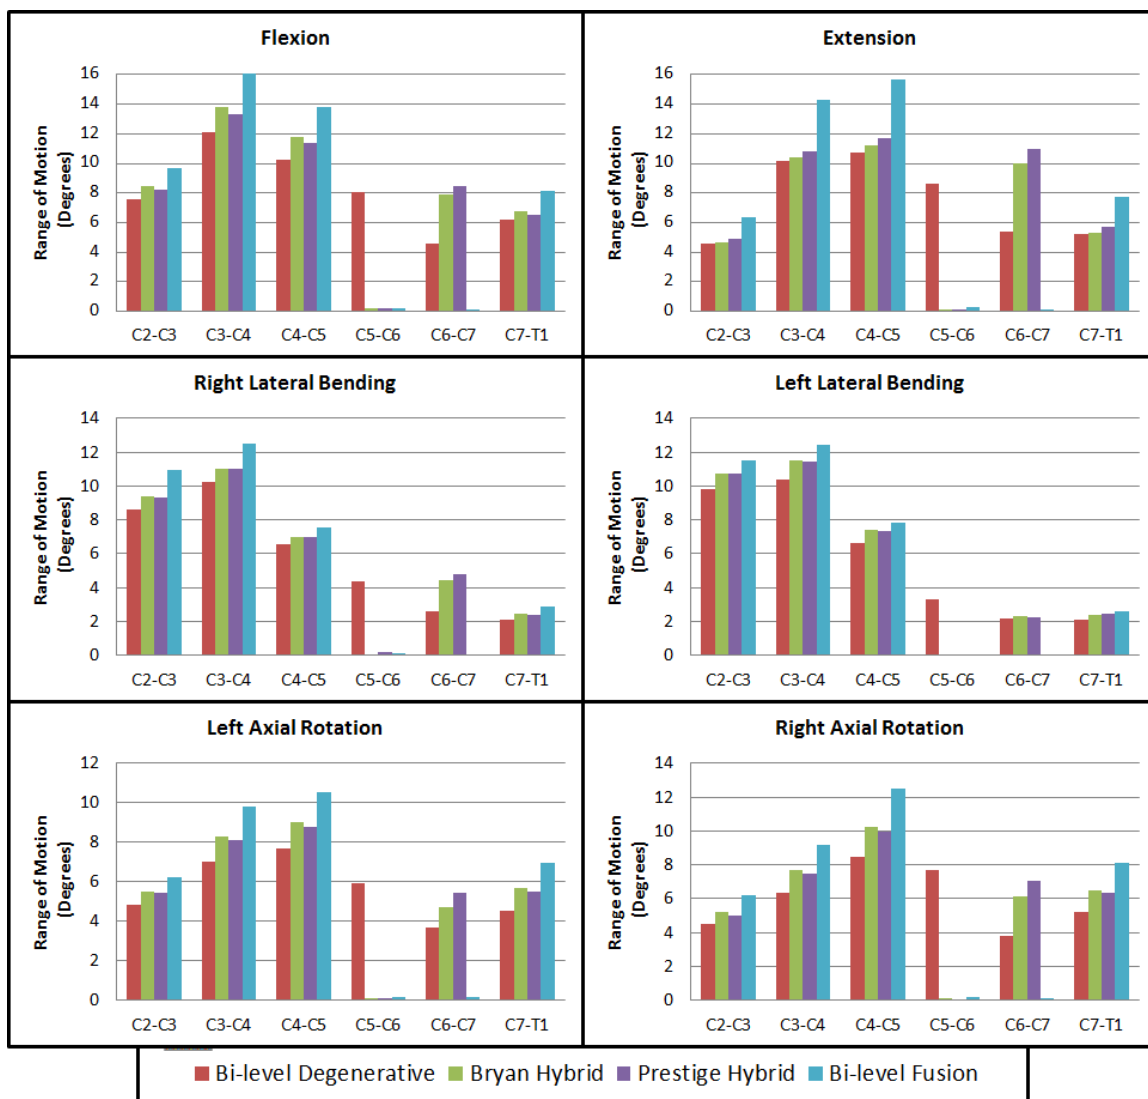 Flexion
Range of Motion
(Degrees)
16
14
12
10
8
6
4
2
0
C2-C3 C3-C4 C4-C5 C5-C6 C6-C7 C7-T1
Extension
Range of Motion
(Degrees)
16
14
12
10
8
6
4
2
0
C2-C3 C3-C4 C4-C5 C5-C6 C6-C7 C7-T1
Right Lateral Bending
Range of Motion
(Degrees)
14
12
10
8
6
4
2
0
C2-C3 C3-C4 C4-C5 C5-C6 C6-C7 C7-T1
Left Lateral Bending
Range of Motion
(Degrees)
14
12
10
8
6
4
2
0
C2-C3 C3-C4 C4-C5 C5-C6 C6-C7 C7-T1
Left Axial Rotation
Range of Motion
(Degrees)
12
10
8
6
4
2
0
C2-C3 C3-C4 C4-C5 C5-C6 C6-C7 C7-T1
Right Axial Rotation
Range of Motion
(Degrees)
14
12
10
8
6
4
2
0
C2-C3 C3-C4 C4-C5 C5-C6 C6-C7 C7-T1
Bi-level Degenerative Bryan Hybrid Prestige Hybrid Bi-level Fusion